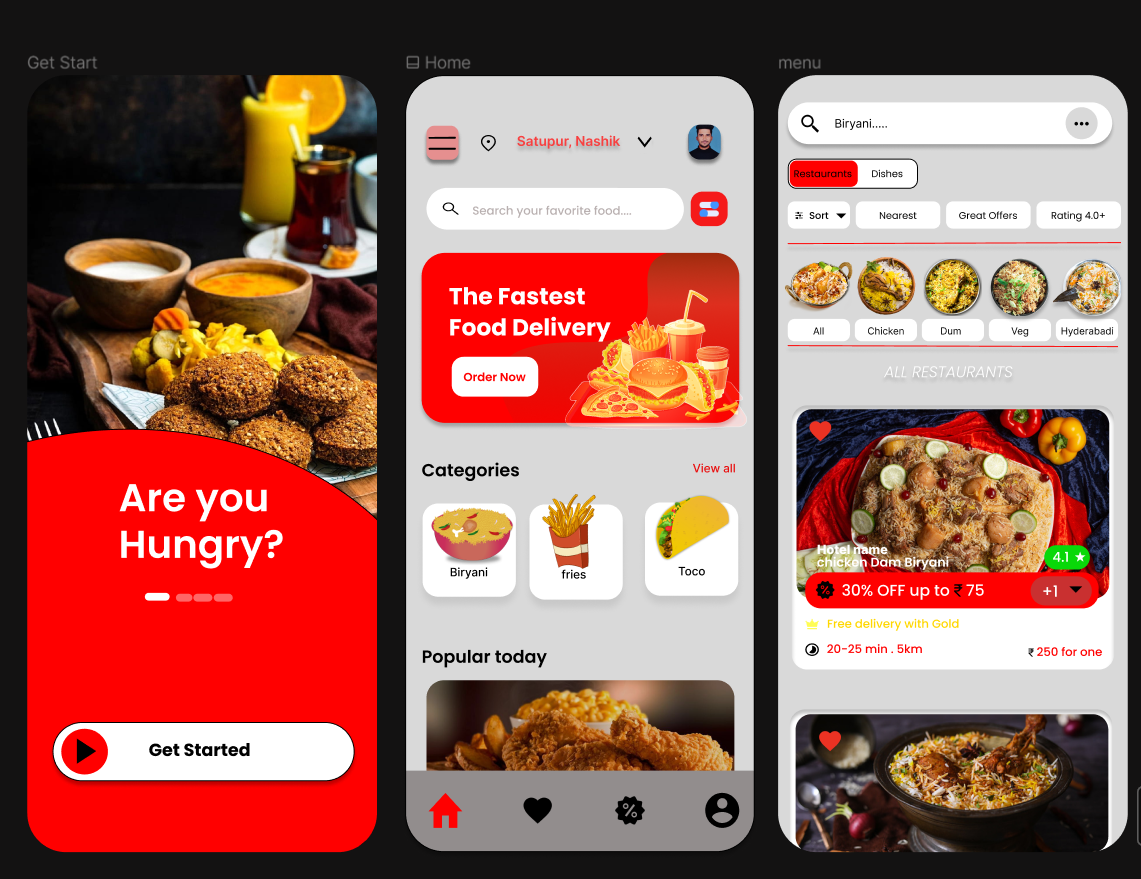 Get Start
Are you
Hungry?
Get Started
Home
Satupur, Nashik
Search your favorite food....
The Fastest
Food Delivery
Order Now
Categories
View all
Biryani
fries
Toco
Popular today
menu
Biryani.....
Restaurants
Dishes
Sort
Nearest
Great Offers
Rating 4.0+
All
Chicken
Dum
Veg
Hyderabadi
ALL RESTAURANTS
Hotel name
chicken Dam Biryani
4.1 ★
30% OFF up to ₹ 75
+1
Free delivery with Gold
20-25 min . 5km
₹ 250 for one